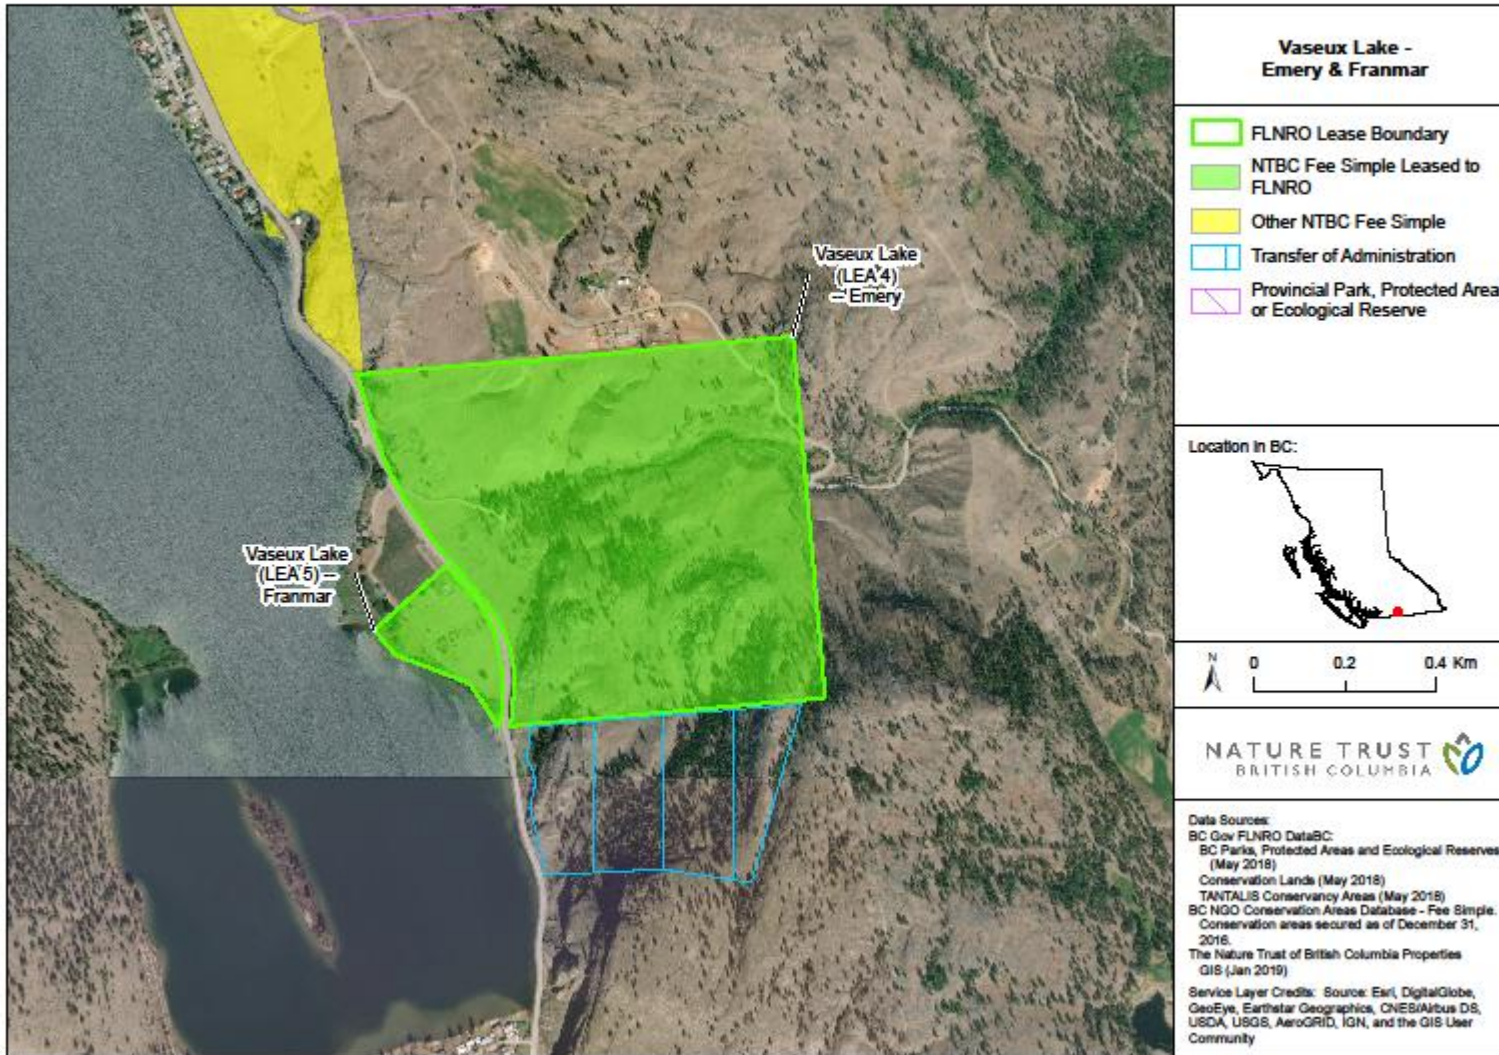 Vaseux Lake -
Emery & Franmar
FLNRO Lease Boundary
NTBC Fee Simple Leased to
FLNRO
Other NTBC Fee Simple
Transfer of Administration
Provincial Park, Protected Area
or Ecological Reserve
Vaseux Lake
(LEA 4)
-- Emery
Vaseux Lake
(LEA 5) --
Franmar
Location in BC:
N
0 0.2 0.4 Km
NATURE TRUST
BRITISH COLUMBIA
Data Sources:
BC Gov FLNRO DataBC:
BC Parks, Protected Areas and Ecological Reserves
(May 2018)
Conservation Lands (May 2018)
TANTALIS Conservancy Areas (May 2018)
BC NGO Conservation Areas Database - Fee Simple.
Conservation areas secured as of December 31,
2016.
The Nature Trust of British Columbia Properties
GIS (Jan 2019)
Service Layer Credits: Source: Esri, DigitalGlobe,
GeoEye, Earthstar Geographics, CNES/Airbus DS,
USDA, USGS, AeroGRID, IGN, and the GIS User
Community